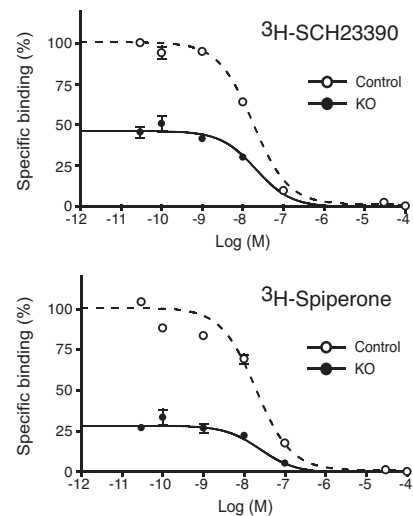 ³H-SCH23390
Control
KO
Specific binding (%)
100
75
50
25
0
-12 -11 -10 -9 -8 -7 -6 -5 -4
Log (M)
³H-Spiperone
Control
KO
Specific binding (%)
100
75
50
25
0
-12 -11 -10 -9 -8 -7 -6 -5 -4
Log (M)